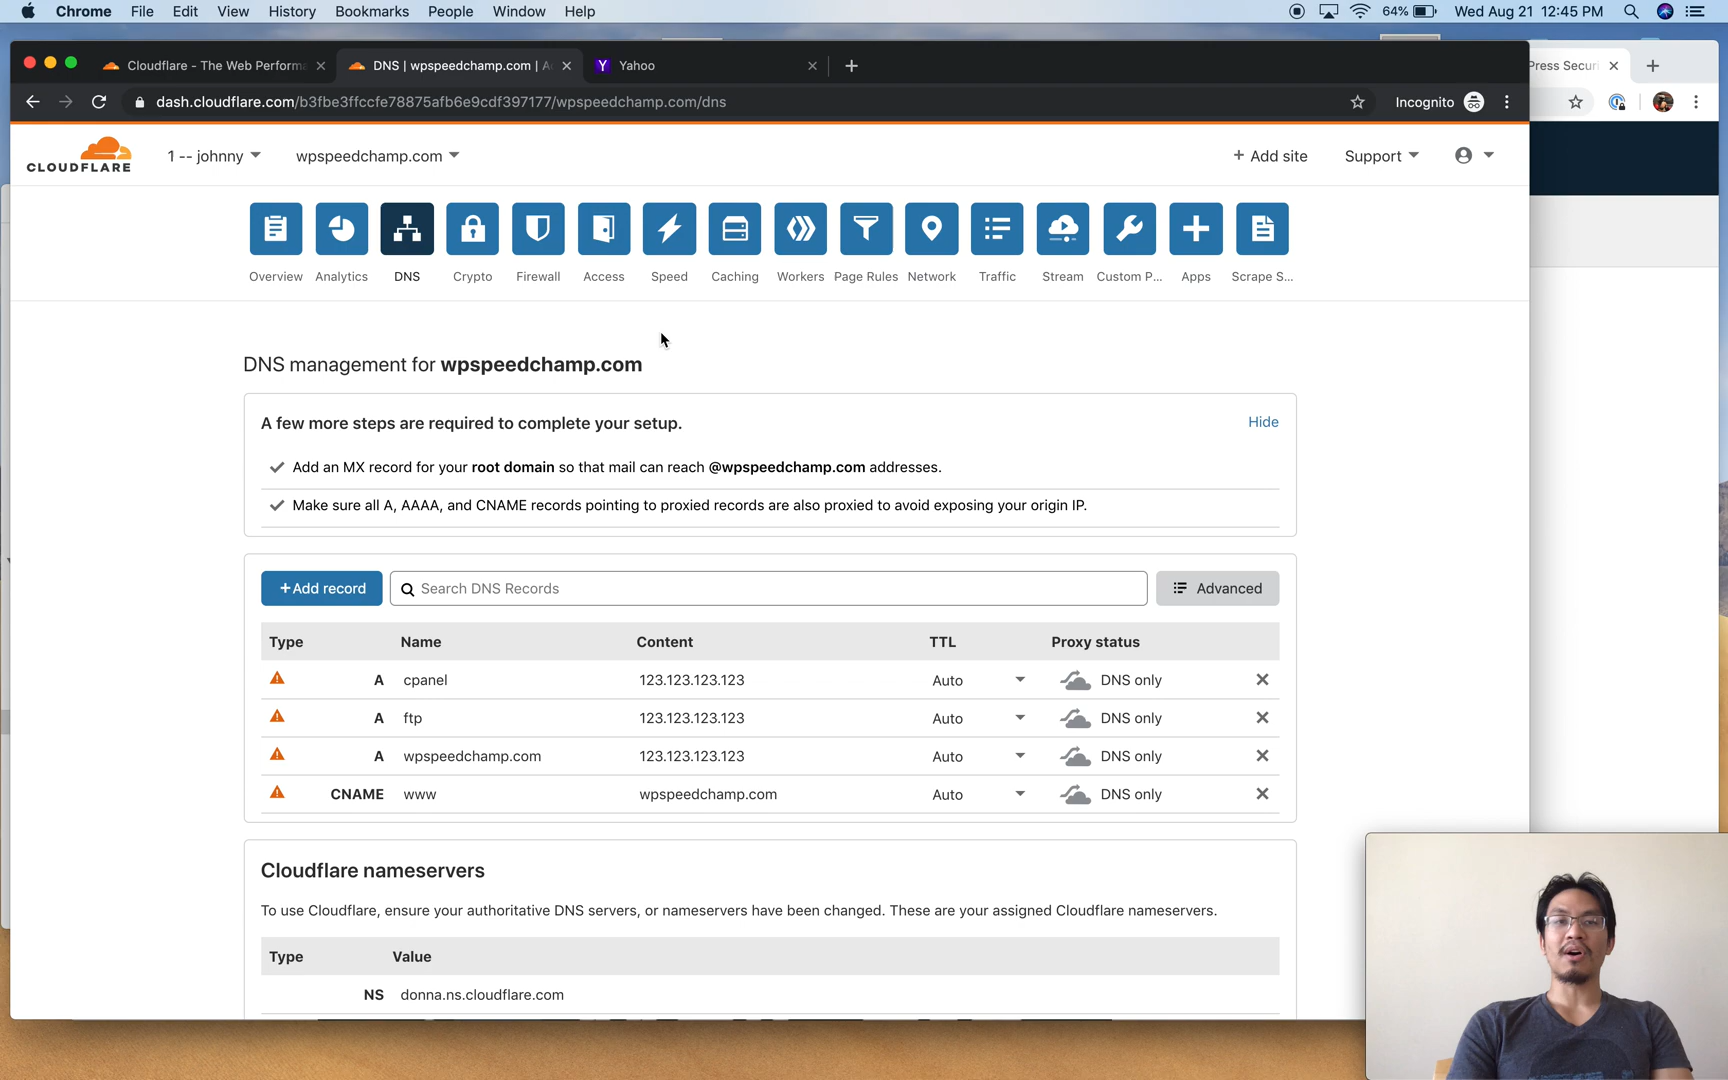 Chrome File Edit View History Bookmarks People Window Help 64% Wed Aug 21 12:45 PM
Cloudflare - The Web Performa DNS | wpspeedchamp.com | A Yahoo Press Securi
dash.cloudflare.com/b3fbe3ffccfe78875afb6e9cdf397177/wpspeedchamp.com/dns Incognito
CLOUDFLARE 1 -- johnny wpspeedchamp.com + Add site Support
Overview Analytics DNS Crypto Firewall Access Speed Caching Workers Page Rules Network Traffic Stream Custom P... Apps Scrape S...
DNS management for wpspeedchamp.com
A few more steps are required to complete your setup. Hide
Add an MX record for your root domain so that mail can reach @wpspeedchamp.com addresses.
Make sure all A, AAAA, and CNAME records pointing to proxied records are also proxied to avoid exposing your origin IP.
+Add record Search DNS Records Advanced
Type Name Content TTL Proxy status
A cpanel 123.123.123.123 Auto DNS only
A ftp 123.123.123.123 Auto DNS only
A wpspeedchamp.com 123.123.123.123 Auto DNS only
CNAME www wpspeedchamp.com Auto DNS only
Cloudflare nameservers
To use Cloudflare, ensure your authoritative DNS servers, or nameservers have been changed. These are your assigned Cloudflare nameservers.
Type Value
NS donna.ns.cloudflare.com